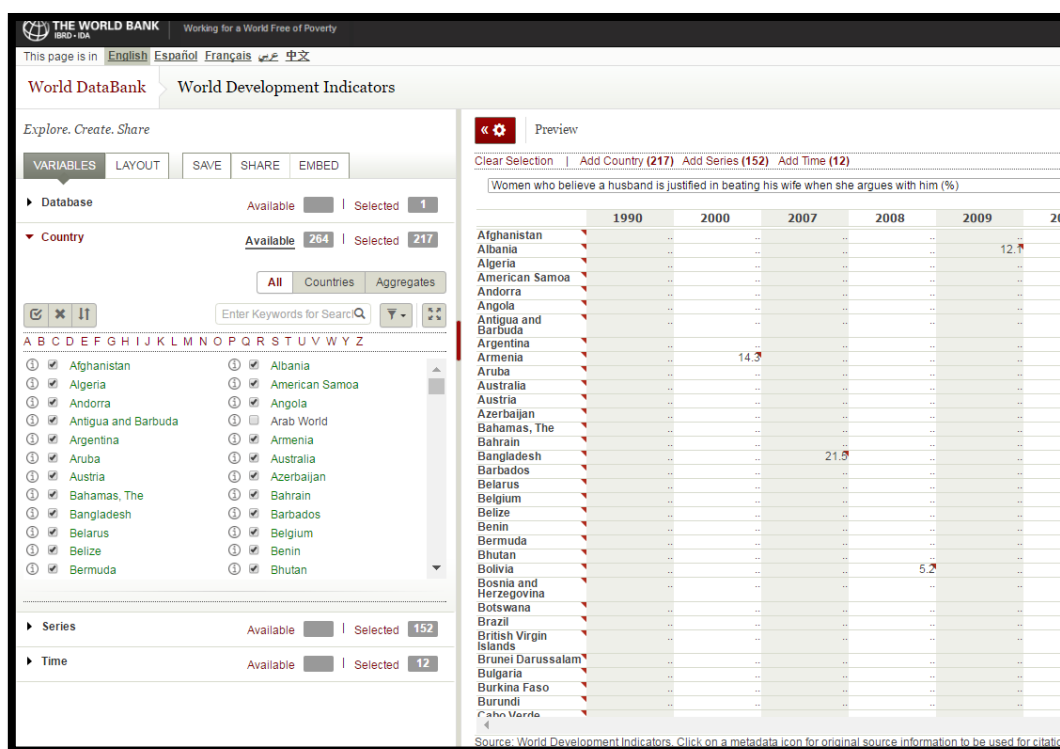 THE WORLD BANK
IBRD • IDA
Working for a World Free of Poverty
This page is in English Español Français عربي 中文
World DataBank World Development Indicators
Explore. Create. Share
VARIABLES LAYOUT SAVE SHARE EMBED
Database Available | Selected 1
Country Available 264 | Selected 217
All Countries Aggregates
Enter Keywords for Search
A B C D E F G H I J K L M N O P Q R S T U V W Y Z
Afghanistan Albania
Algeria American Samoa
Andorra Angola
Antigua and Barbuda Arab World
Argentina Armenia
Aruba Australia
Austria Azerbaijan
Bahamas, The Bahrain
Bangladesh Barbados
Belarus Belgium
Belize Benin
Bermuda Bhutan
Series Available | Selected 152
Time Available | Selected 12
« Preview
Clear Selection | Add Country (217) Add Series (152) Add Time (12)
Women who believe a husband is justified in beating his wife when she argues with him (%)
1990 2000 2007 2008 2009 20
Afghanistan .. .. .. .. ..
Albania .. .. .. .. 12.1
Algeria .. .. .. .. ..
American Samoa .. .. .. .. ..
Andorra .. .. .. .. ..
Angola .. .. .. .. ..
Antigua and
Barbuda .. .. .. .. ..
Argentina .. .. .. .. ..
Armenia .. 14.3 .. .. ..
Aruba .. .. .. .. ..
Australia .. .. .. .. ..
Austria .. .. .. .. ..
Azerbaijan .. .. .. .. ..
Bahamas, The .. .. .. .. ..
Bahrain .. .. .. .. ..
Bangladesh .. .. 21.5 .. ..
Barbados .. .. .. .. ..
Belarus .. .. .. .. ..
Belgium .. .. .. .. ..
Belize .. .. .. .. ..
Benin .. .. .. .. ..
Bermuda .. .. .. .. ..
Bhutan .. .. .. .. ..
Bolivia .. .. .. 5.2 ..
Bosnia and
Herzegovina .. .. .. .. ..
Botswana .. .. .. .. ..
Brazil .. .. .. .. ..
British Virgin
Islands .. .. .. .. ..
Brunei Darussalam .. .. .. .. ..
Bulgaria .. .. .. .. ..
Burkina Faso .. .. .. .. ..
Burundi .. .. .. .. ..
Cabo Verde
Source: World Development Indicators. Click on a metadata icon for original source information to be used for citatio